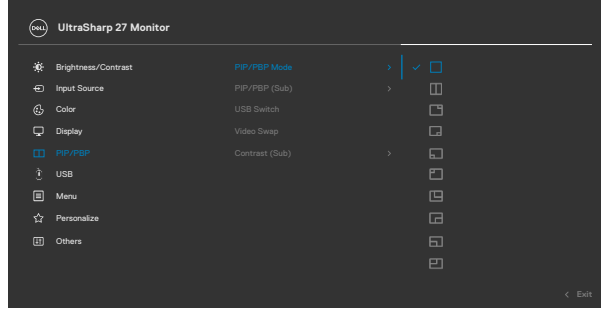 DELL UltraSharp 27 Monitor
Brightness/Contrast PIP/PBP Mode
Input Source PIP/PBP (Sub)
Color USB Switch
Display Video Swap
PIP/PBP Contrast (Sub)
USB
Menu
Personalize
Others
Exit